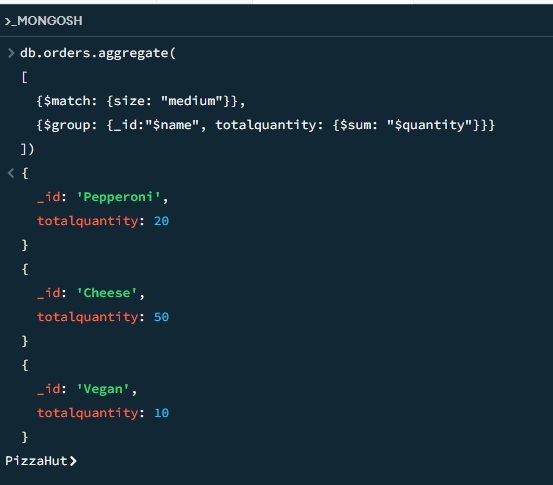 >_MONGOSH
> db.orders.aggregate(
[
{$match: {size: "medium"}},
{$group: {_id:"$name", totalquantity: {$sum: "$quantity"}}}
])
< {
_id: 'Pepperoni',
totalquantity: 20
}
{
_id: 'Cheese',
totalquantity: 50
}
{
_id: 'Vegan',
totalquantity: 10
}
PizzaHut>